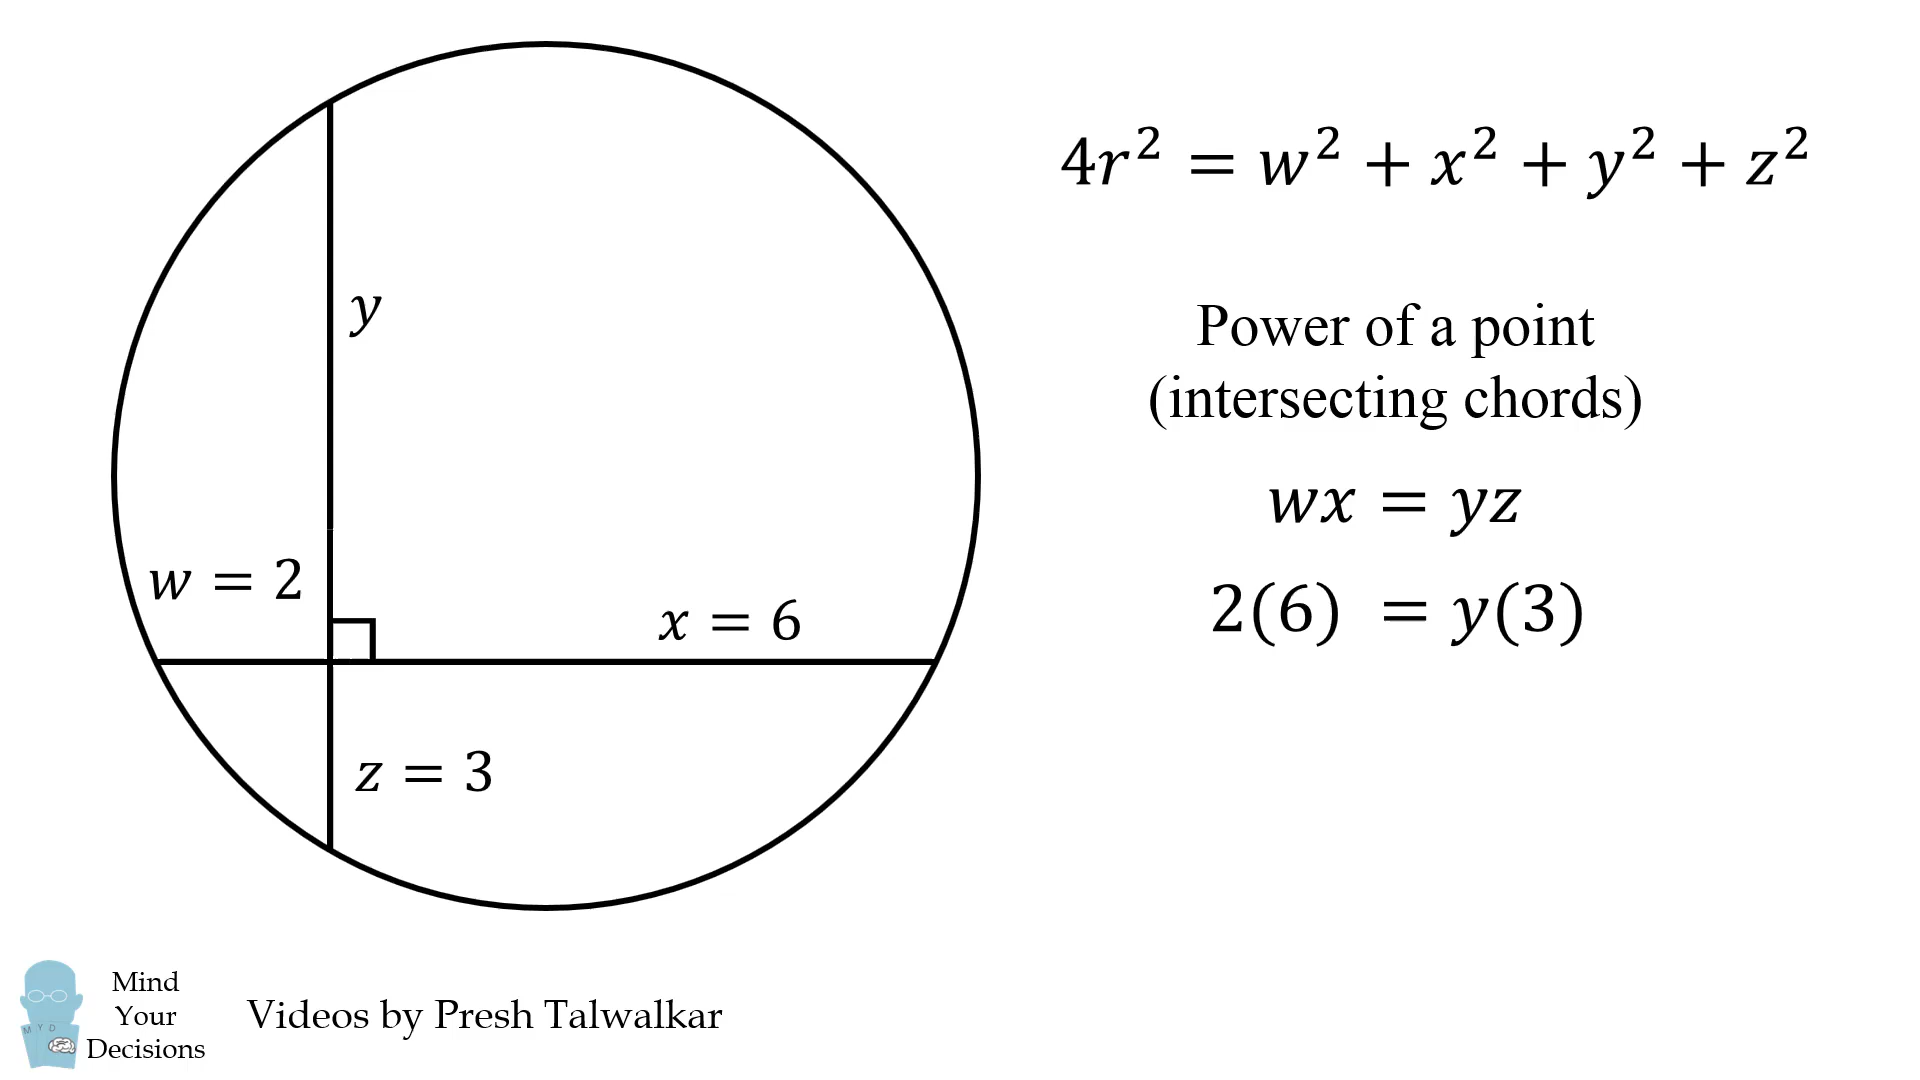 4r² = w² + x² + y² + z²
Power of a point
(intersecting chords)
wx = yz
2(6) = y(3)
y
w = 2
x = 6
z = 3
Mind
Your
Decisions
Videos by Presh Talwalkar
M Y D